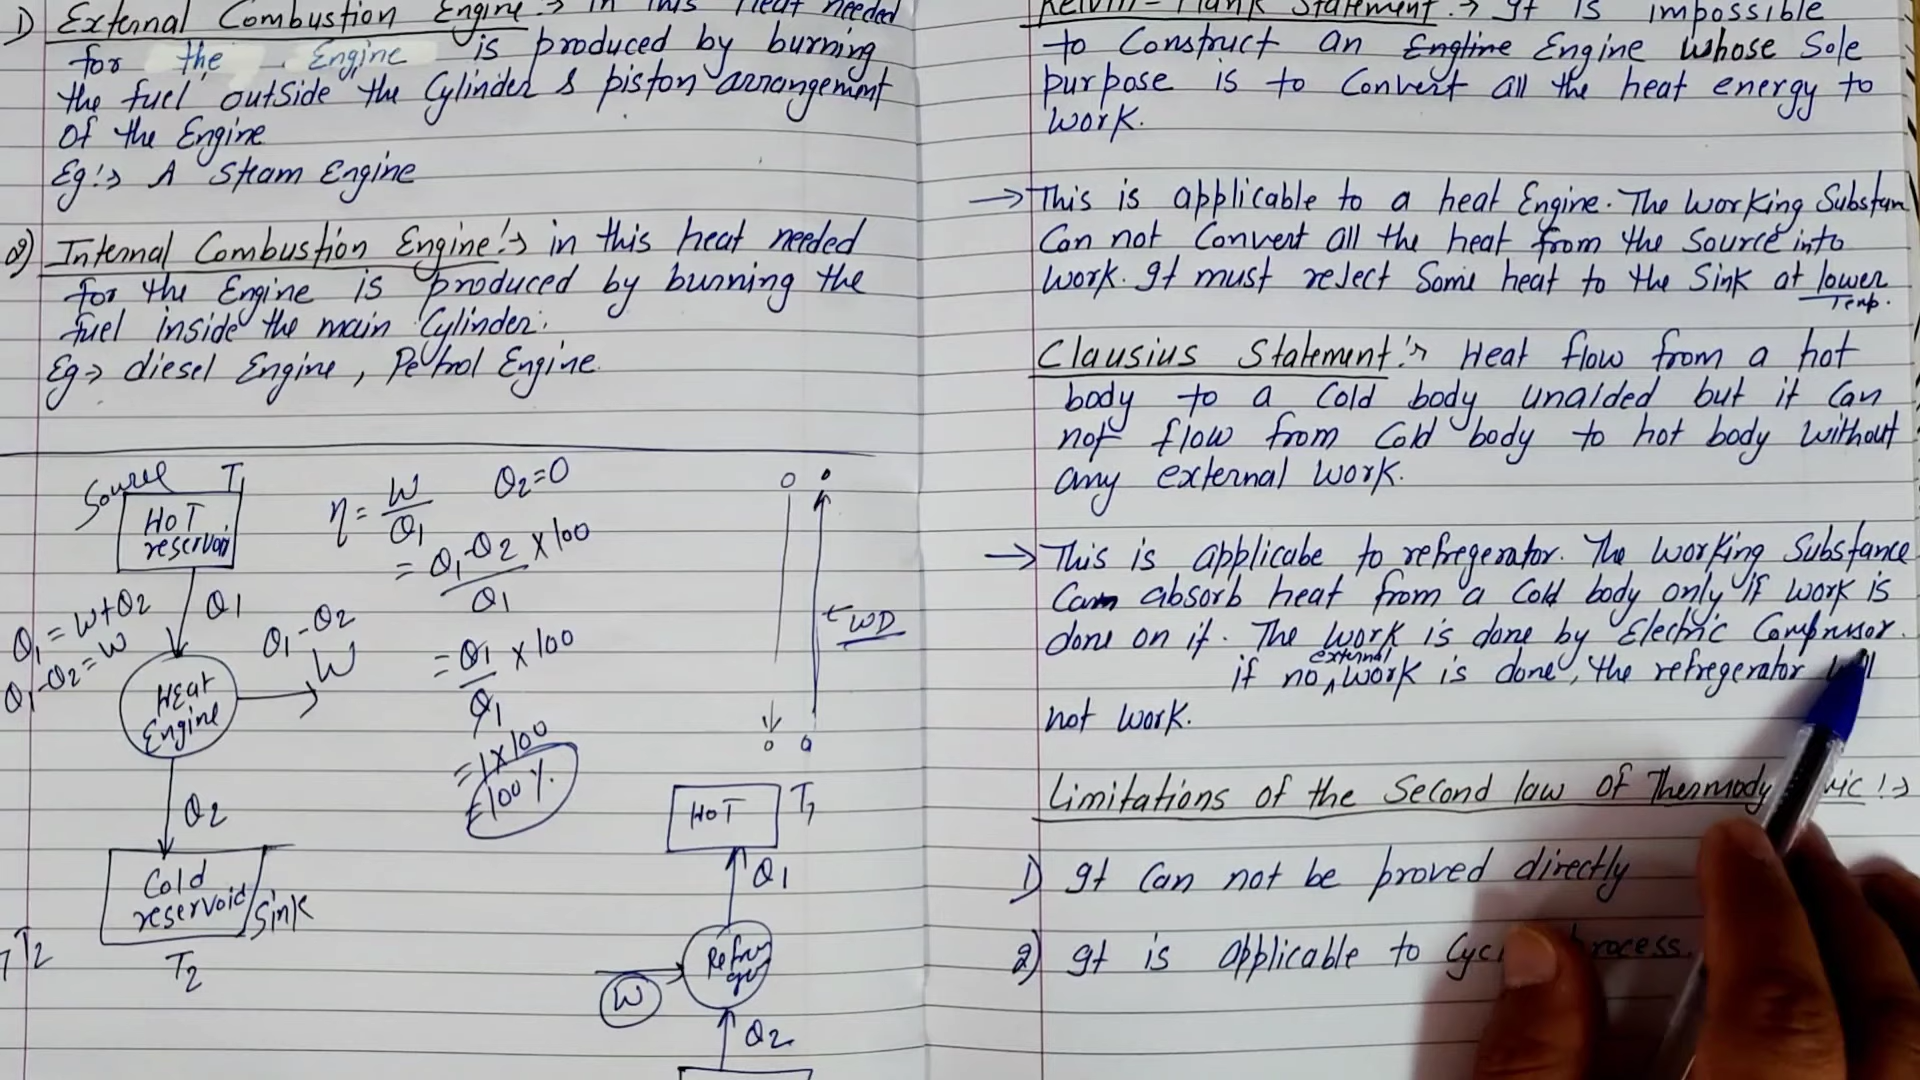 1) External Combustion Engine :→ in this heat needed
for the Engine is produced by burning
the fuel outside the Cylinder & piston arrangement
of the Engine
Eg:→ A Steam Engine
2) Internal Combustion Engine:→ in this heat needed
for the Engine is produced by burning the
fuel inside the main Cylinder.
Eg→ diesel Engine, Petrol Engine.
Source T1
HOT
reservoir
Q1
Q1 = W+Q2
Q1-Q2=W
HEat
Engine
Q1-Q2
W
Q2
Cold
reservoid
Sink
T2
T2
η = W/Q1
Q2=0
= Q1-Q2/Q1 x100
= Q1/Q1 x100
= 1x100
=100%.
WD
HOT T1
Q1
W
Q2
Kelvin-Plank Statement :→ It is impossible
to Construct an Engtine Engine whose Sole
purpose is to Convert all the heat energy to
work.
→ This is applicable to a heat Engine. The working Substan
Can not Convert all the heat from the Source into
work. It must reject Some heat to the Sink at lower
Temp.
Clausius Statement:→ Heat flow from a hot
body to a Cold body unaided but it Can
not flow from Cold body to hot body without
any external work.
→ This is applicabe to refregerator. The working Substance
Can absorb heat from a Cold body only if work is
done on it. The work is done by Electric Compressor.
if no external work is done, the refregerator
not work.
Limitations of the Second law of :→
1) It Can not be proved directly
2) It is applicable to